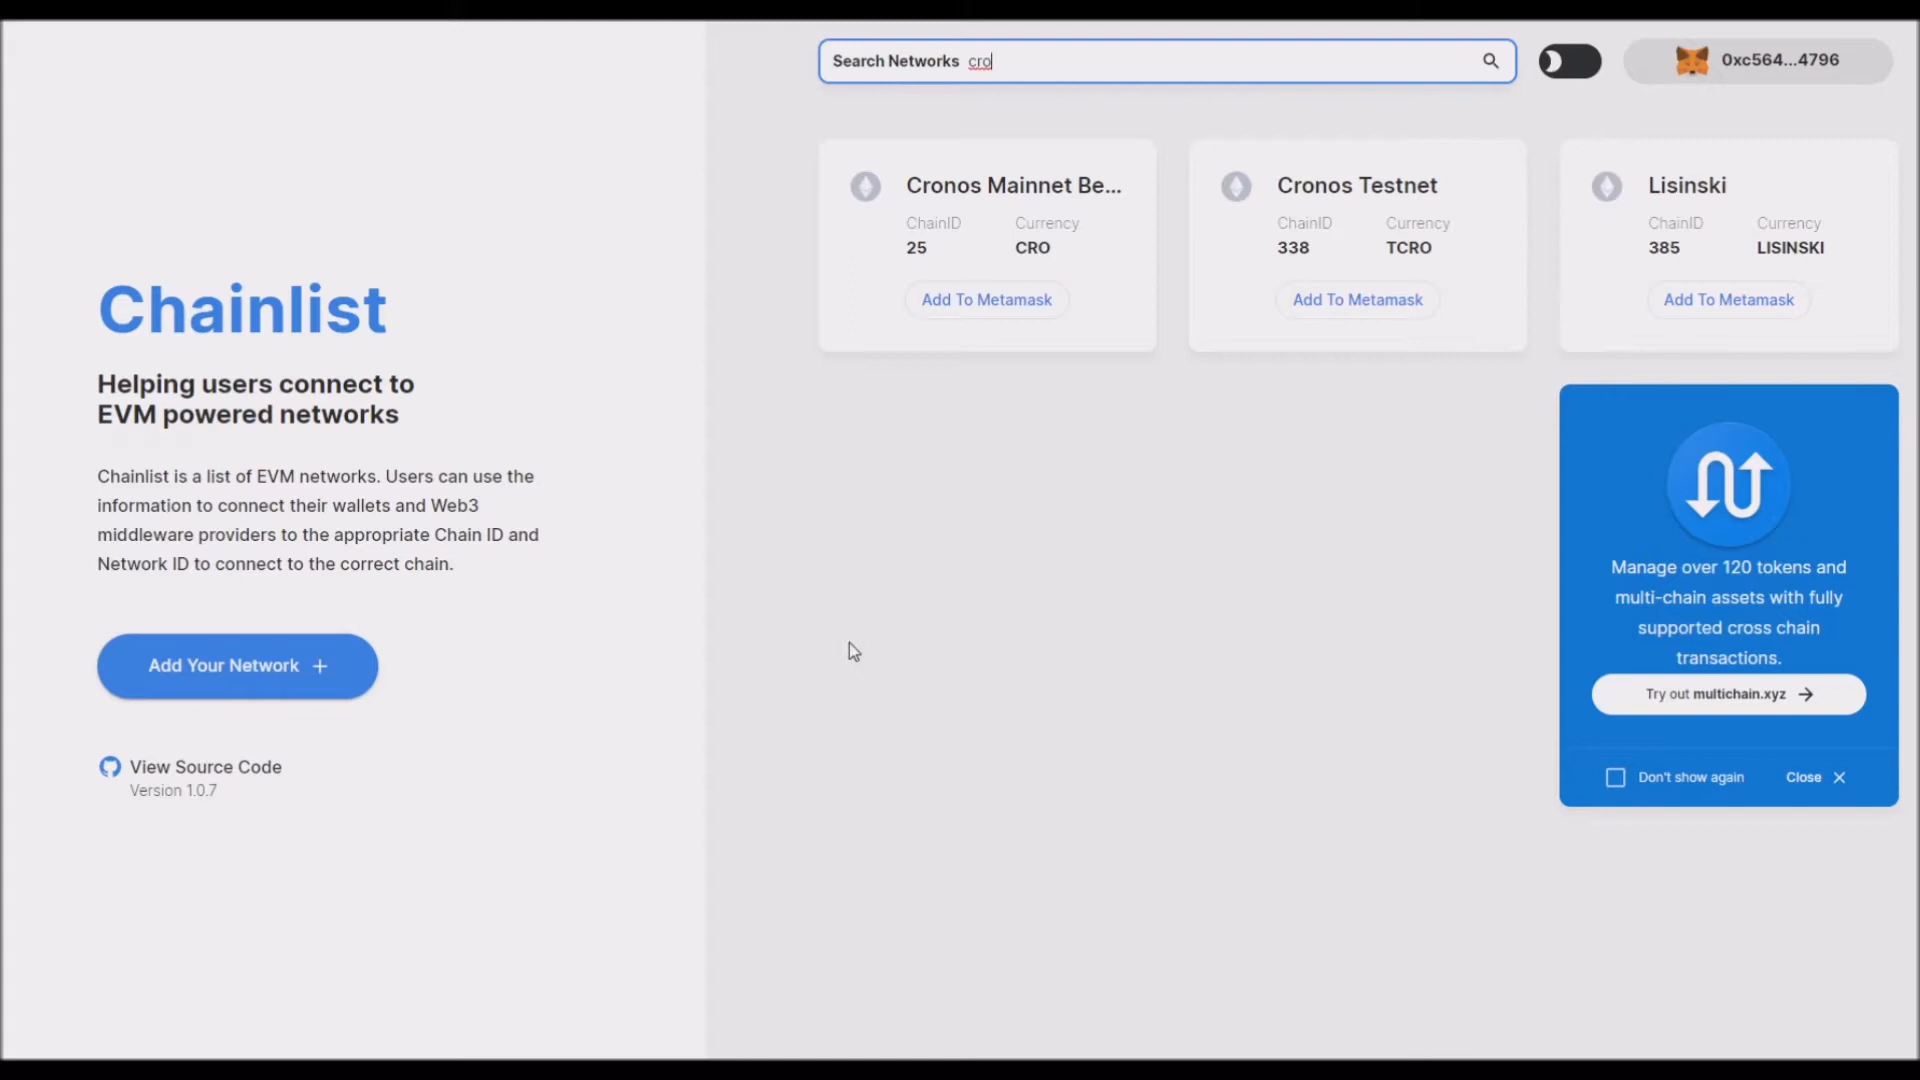 Search Networks cro
0xc564...4796
Cronos Mainnet Be...
ChainID Currency
25 CRO
Add To Metamask
Cronos Testnet
ChainID Currency
338 TCRO
Add To Metamask
Lisinski
ChainID Currency
385 LISINSKI
Add To Metamask
Chainlist
Helping users connect to
EVM powered networks
Chainlist is a list of EVM networks. Users can use the
information to connect their wallets and Web3
middleware providers to the appropriate Chain ID and
Network ID to connect to the correct chain.
Add Your Network +
View Source Code
Version 1.0.7
Manage over 120 tokens and
multi-chain assets with fully
supported cross chain
transactions.
Try out multichain.xyz →
Don't show again Close ×